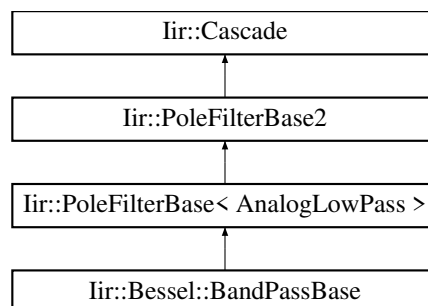 Iir::Cascade
Iir::PoleFilterBase2
Iir::PoleFilterBase< AnalogLowPass >
Iir::Bessel::BandPassBase